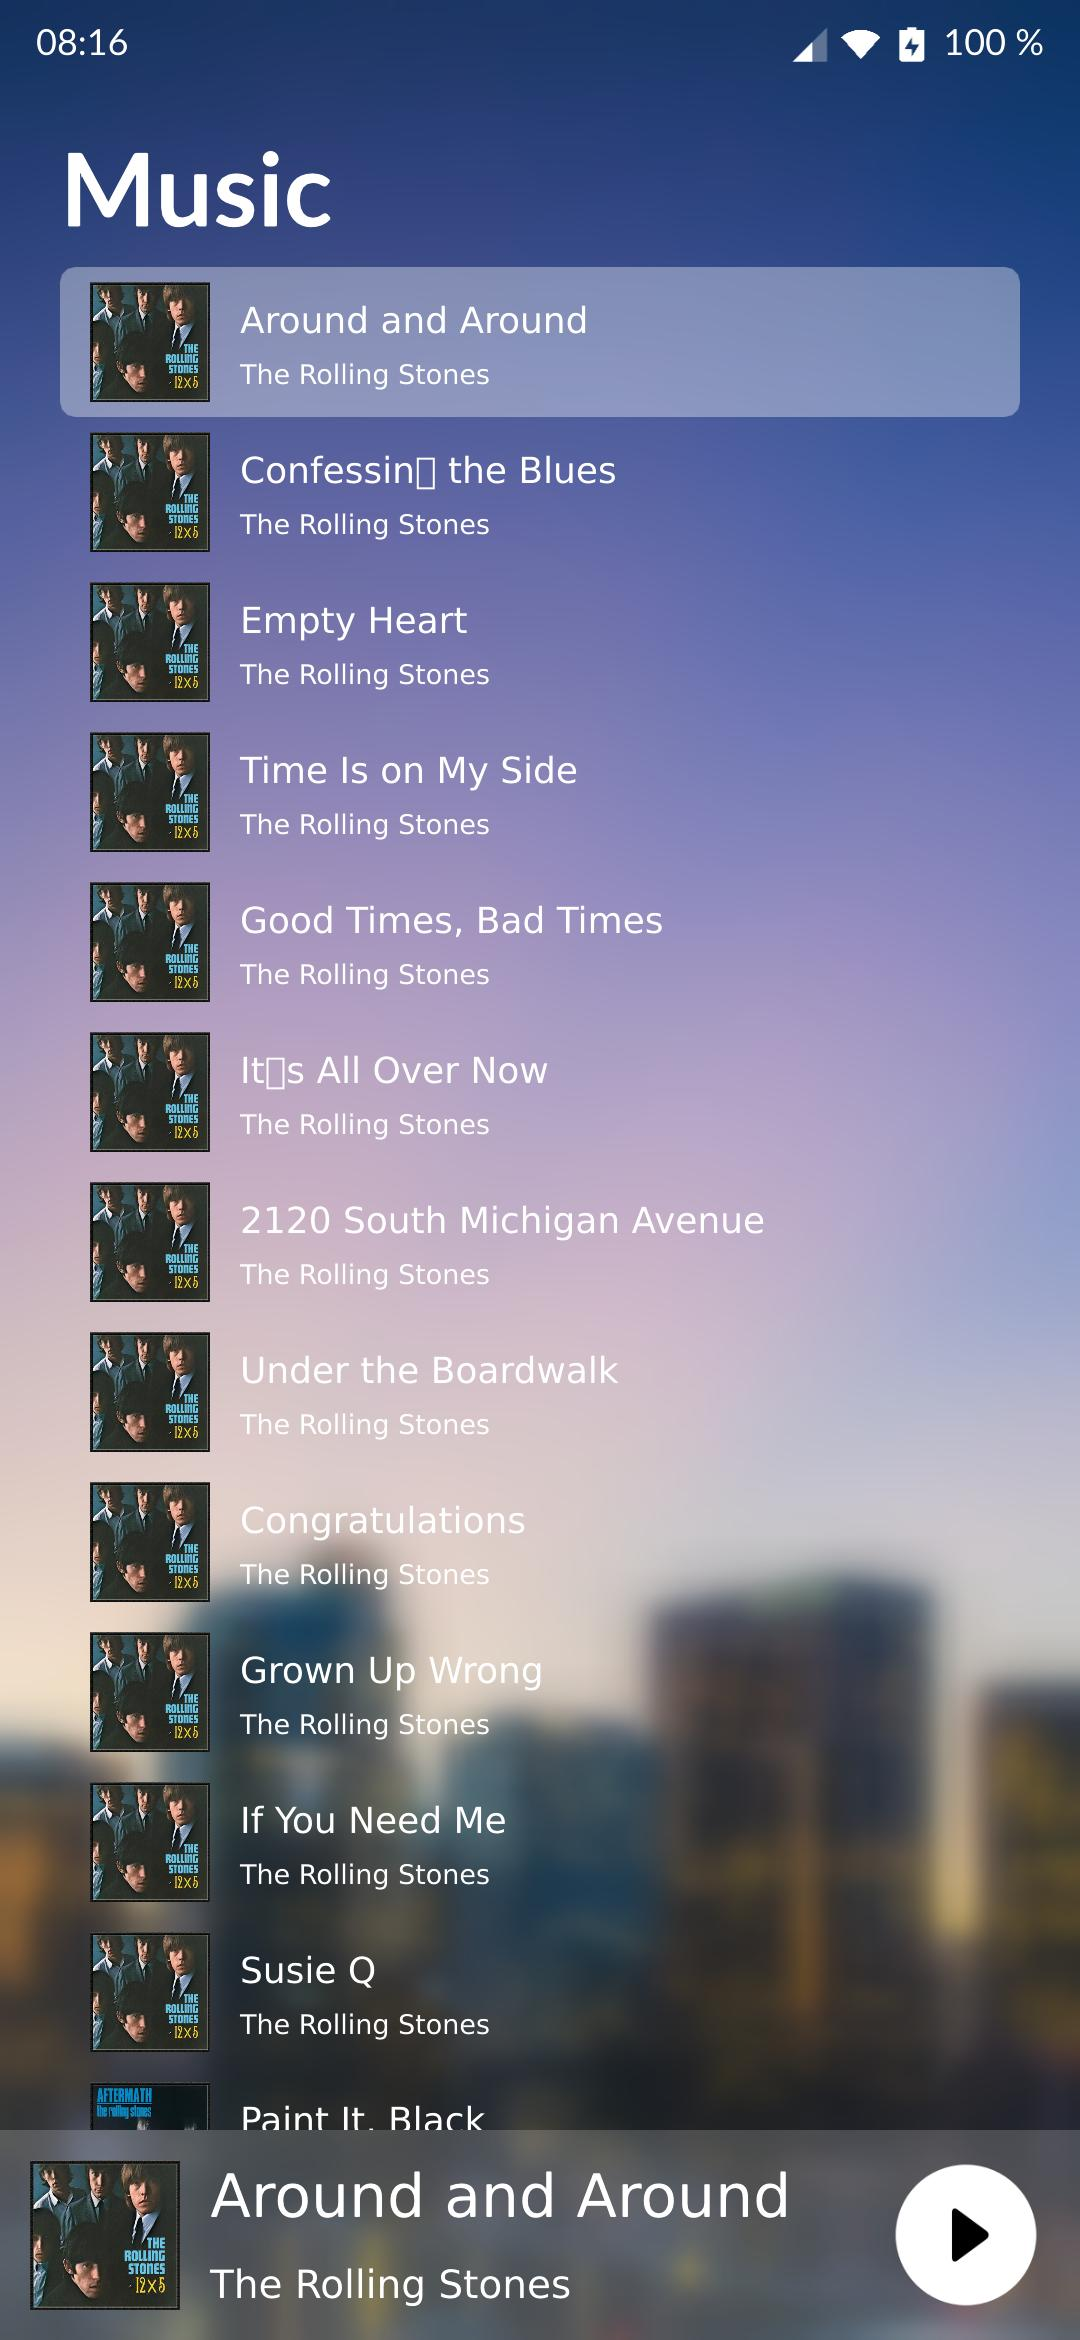 08:16
100 %
Music
THE ROLLING STONES 12X5
Around and Around
The Rolling Stones
THE ROLLING STONES 12X5
Confessin▯ the Blues
The Rolling Stones
THE ROLLING STONES 12X5
Empty Heart
The Rolling Stones
THE ROLLING STONES 12X5
Time Is on My Side
The Rolling Stones
THE ROLLING STONES 12X5
Good Times, Bad Times
The Rolling Stones
THE ROLLING STONES 12X5
It▯s All Over Now
The Rolling Stones
THE ROLLING STONES 12X5
2120 South Michigan Avenue
The Rolling Stones
THE ROLLING STONES 12X5
Under the Boardwalk
The Rolling Stones
THE ROLLING STONES 12X5
Congratulations
The Rolling Stones
THE ROLLING STONES 12X5
Grown Up Wrong
The Rolling Stones
THE ROLLING STONES 12X5
If You Need Me
The Rolling Stones
THE ROLLING STONES 12X5
Susie Q
The Rolling Stones
AFTERMATH
the rolling stones
Paint It, Black
THE ROLLING STONES 12X5
Around and Around
The Rolling Stones